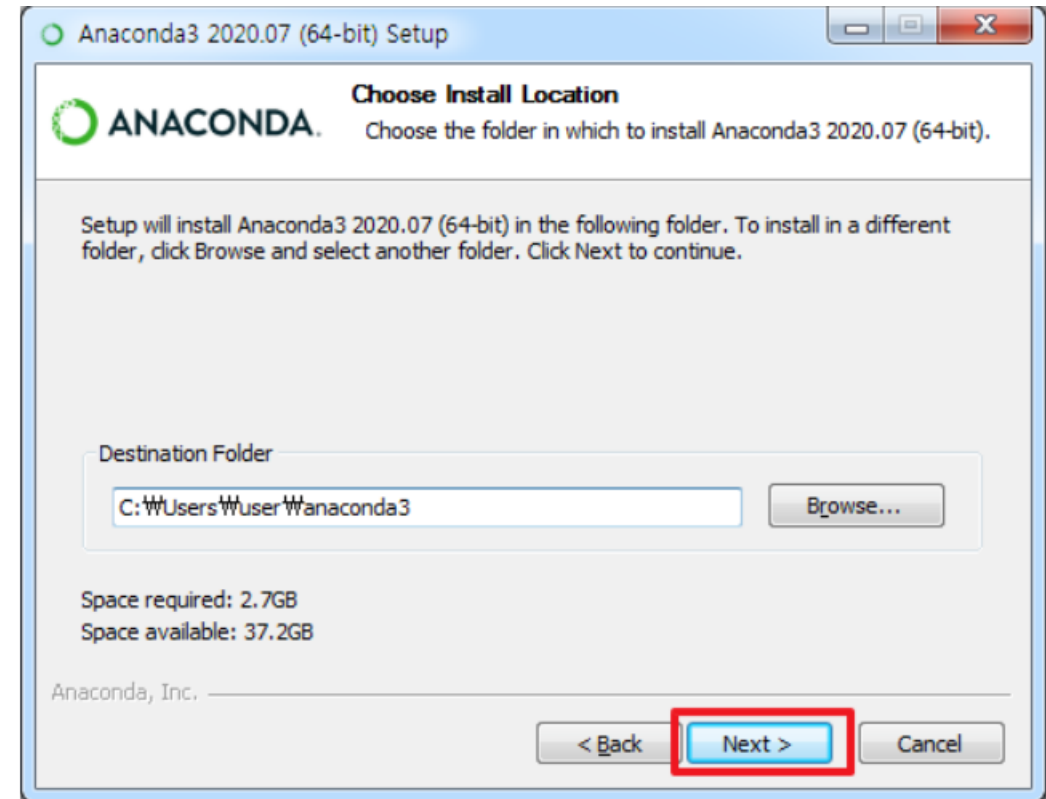 Anaconda3 2020.07 (64-bit) Setup
ANACONDA.
Choose Install Location
Choose the folder in which to install Anaconda3 2020.07 (64-bit).
Setup will install Anaconda3 2020.07 (64-bit) in the following folder. To install in a different
folder, click Browse and select another folder. Click Next to continue.
Destination Folder
C:₩Users₩user₩anaconda3
Browse...
Space required: 2.7GB
Space available: 37.2GB
Anaconda, Inc.
< Back
Next >
Cancel